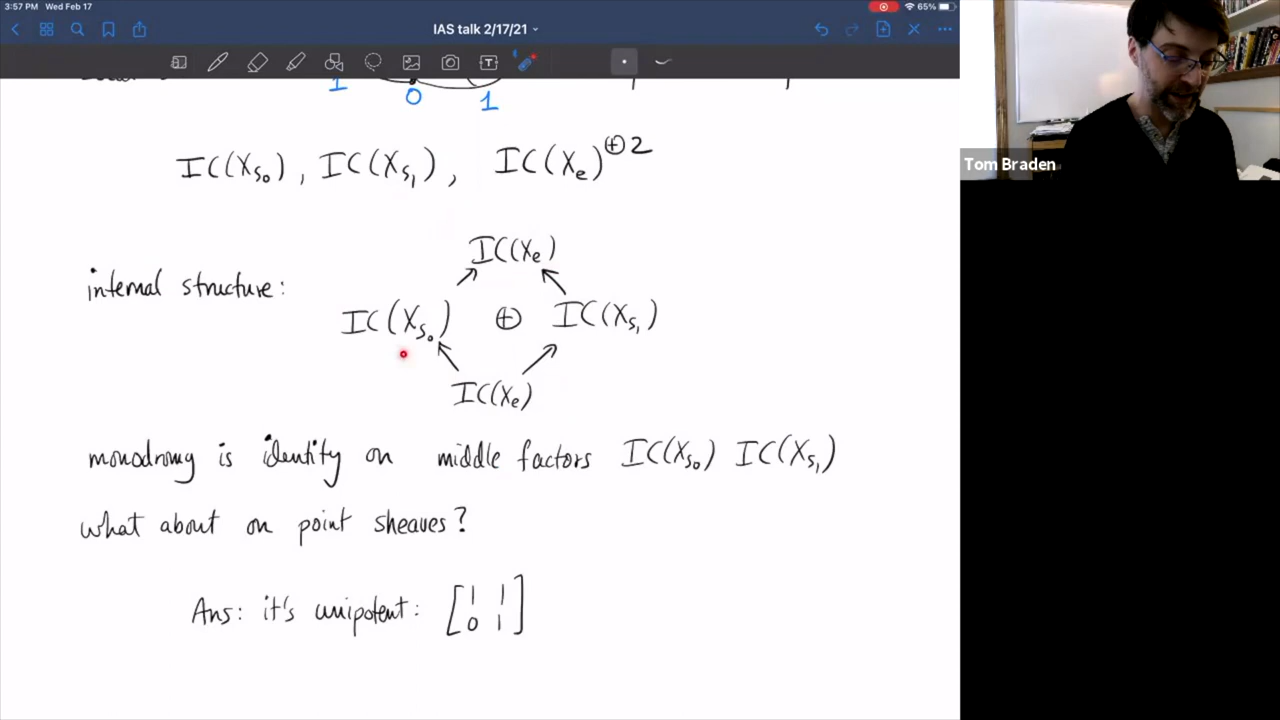 3:57 PM Wed Feb 17
65%
IAS talk 2/17/21
1
0
1
IC(X_{s_0}), IC(X_{s_1}), IC(X_e)^{⊕2}
IC(X_e)
internal structure:
IC(X_{s_0}) ⊕ IC(X_{s_1})
IC(X_e)
monodromy is identity on middle factors IC(X_{s_0}) IC(X_{s_1})
what about on point sheaves?
Ans: it's unipotent: [1 1
0 1]
Tom Braden